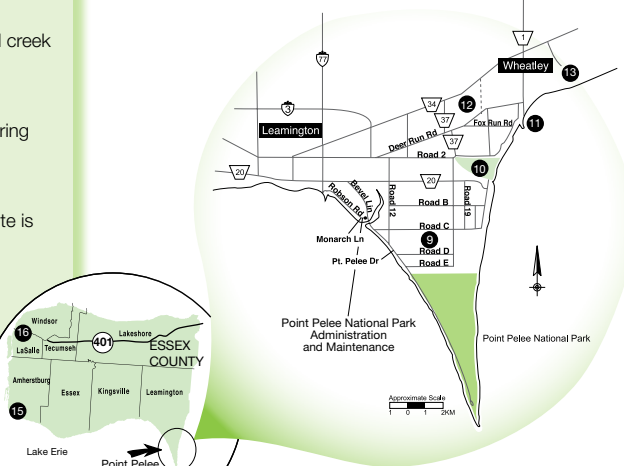 creek
ring
te is
1
77
Wheatley
13
3
34
12
37
Fox Run Rd
11
Leamington
Deer Run Rd
37
Road 2
10
20
20
Bevel Lin
Robson Rd
Road 12
Road B
Road 19
Monarch Ln
Road C
9
Pt. Pelee Dr
Road D
Road E
Point Pelee National Park
Administration
and Maintenance
Point Pelee National Park
Approximate Scale
1 0 1 2KM
Windsor
16
Lakeshore
LaSalle
Tecumseh
401
ESSEX
COUNTY
Amherstburg
Essex
Kingsville
Leamington
15
Lake Erie
Point Pelee